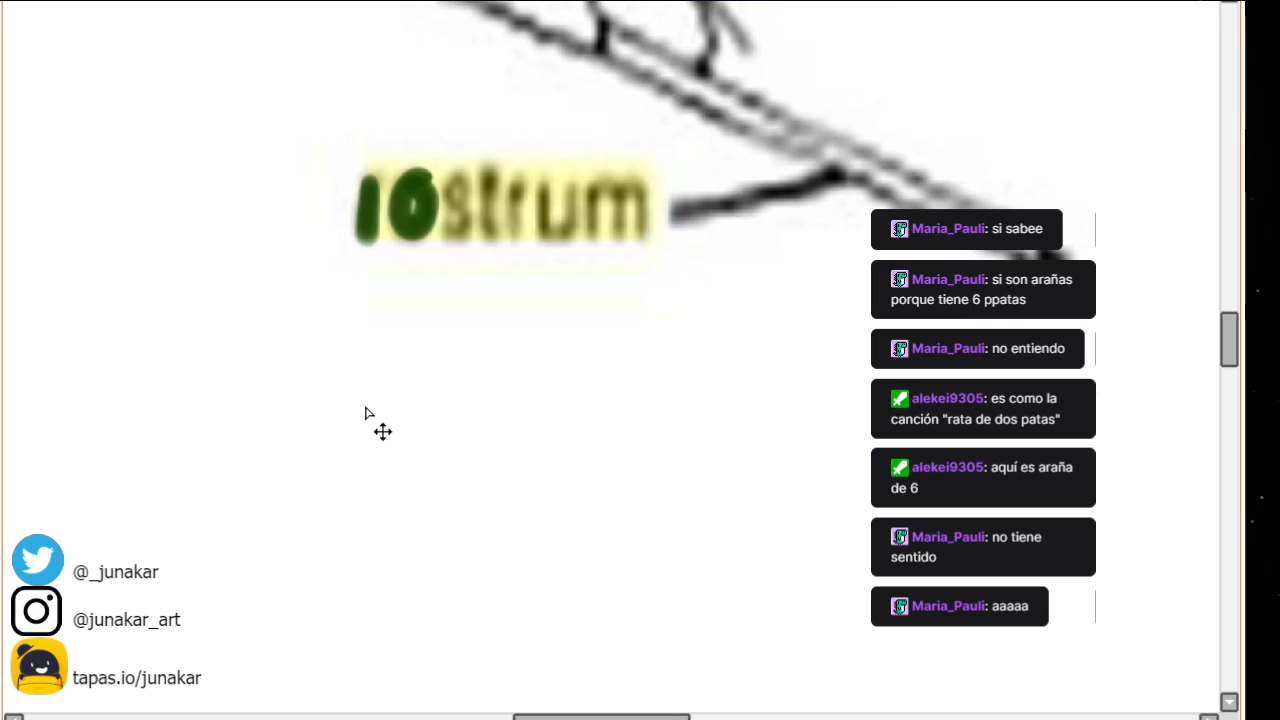 rostrum
Maria_Pauli: si sabee
Maria_Pauli: si son arañas
porque tiene 6 ppatas
Maria_Pauli: no entiendo
alekei9305: es como la
canción "rata de dos patas"
alekei9305: aquí es araña
de 6
Maria_Pauli: no tiene
sentido
Maria_Pauli: aaaaa
@_junakar
@junakar_art
tapas.io/junakar